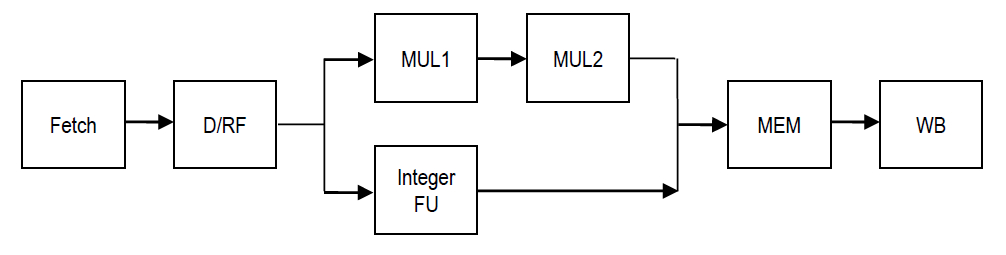 Fetch
D/RF
MUL1
MUL2
Integer
FU
MEM
WB